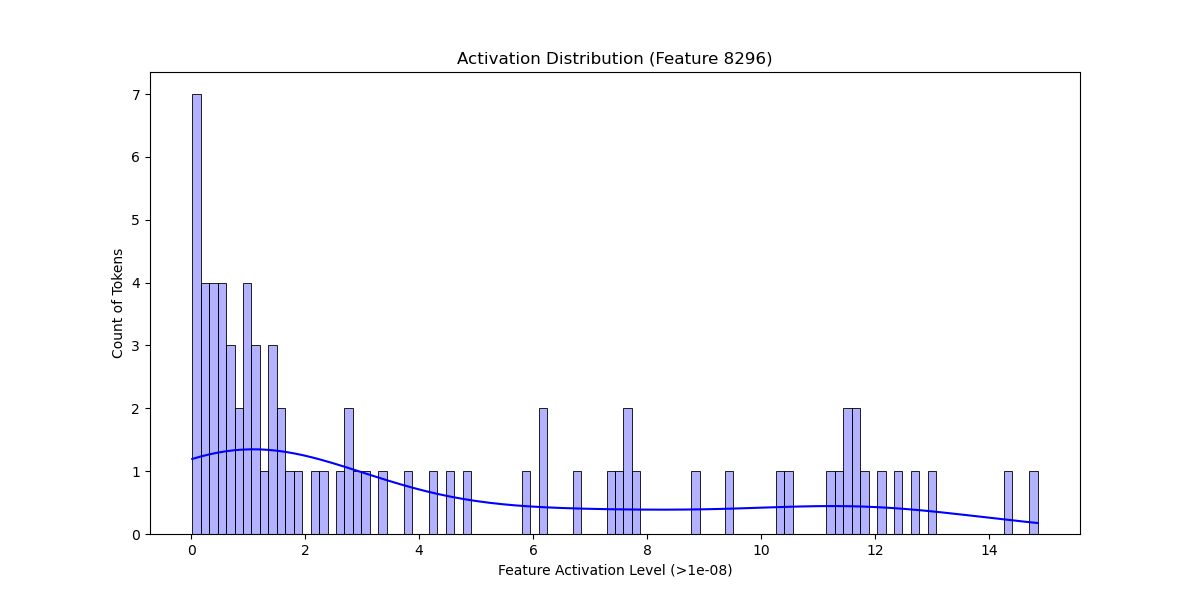 Activation Distribution (Feature 8296)
7
6
5
4
3
2
1
0
Count of Tokens
0 2 4 6 8 10 12 14
Feature Activation Level (>1e-08)